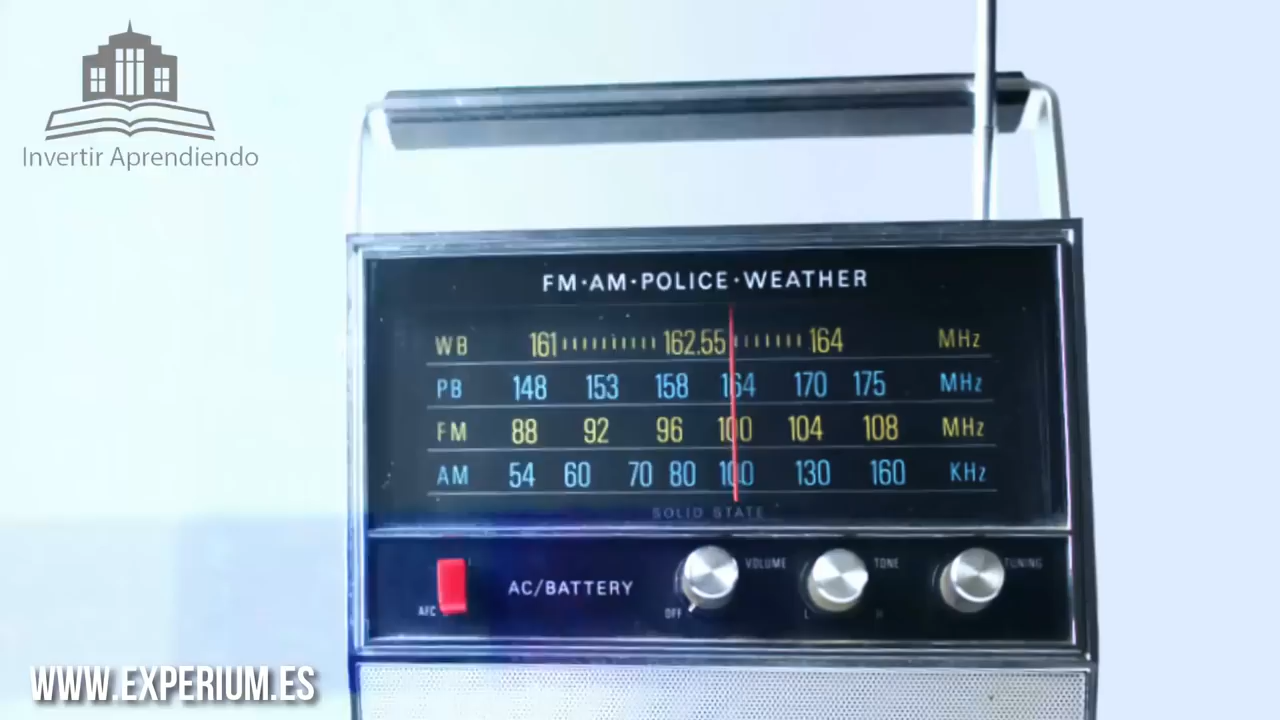 Invertir Aprendiendo
FM·AM·POLICE·WEATHER
WB 161 162.55 164 MHz
PB 148 153 158 164 170 175 MHz
FM 88 92 96 100 104 108 MHz
AM 54 60 70 80 100 130 160 KHz
SOLID STATE
VOLUME TONE TUNING
AC/BATTERY
AFC OFF L H
WWW.EXPERIUM.ES